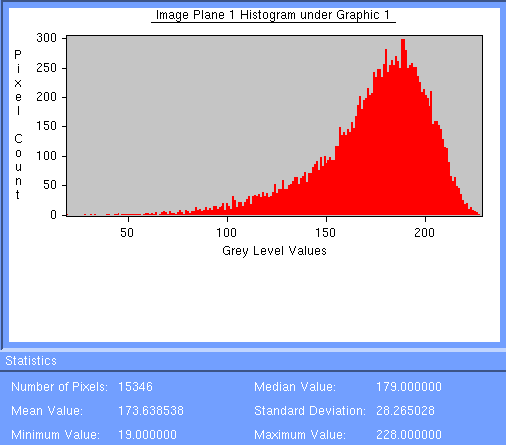 Image Plane 1 Histogram under Graphic 1
Pixel Count
300
250
200
150
100
50
0
50 100 150 200
Grey Level Values
Statistics
Number of Pixels: 15346 Median Value: 179.000000
Mean Value: 173.638538 Standard Deviation: 28.265028
Minimum Value: 19.000000 Maximum Value: 228.000000